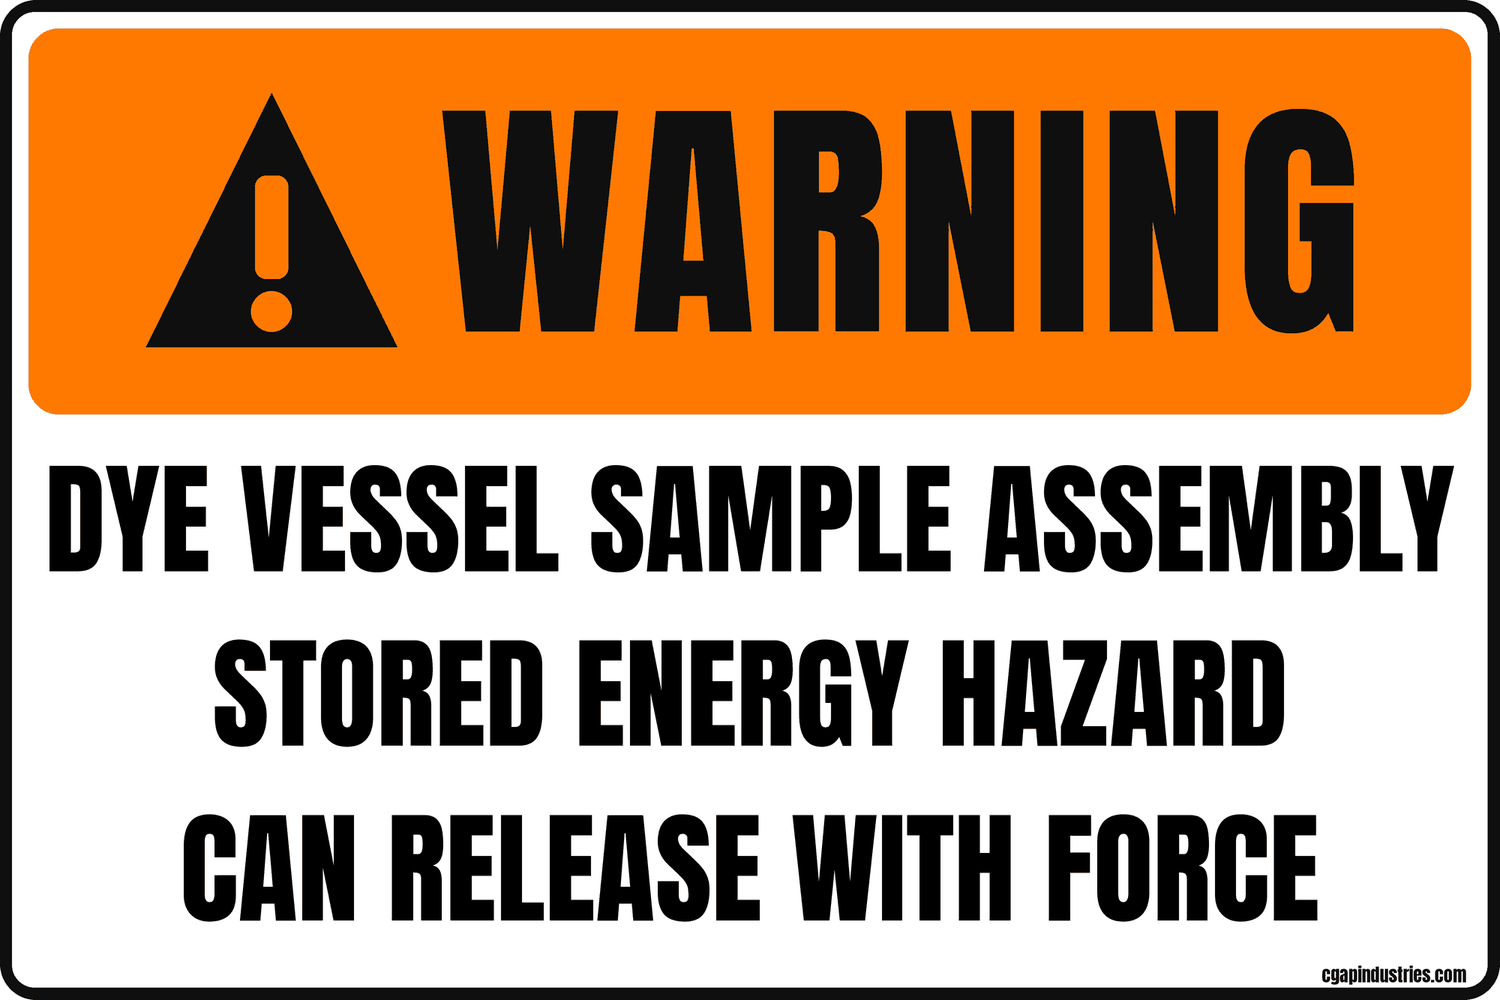 WARNING
DYE VESSEL SAMPLE ASSEMBLY
STORED ENERGY HAZARD
CAN RELEASE WITH FORCE
cgapindustries.com